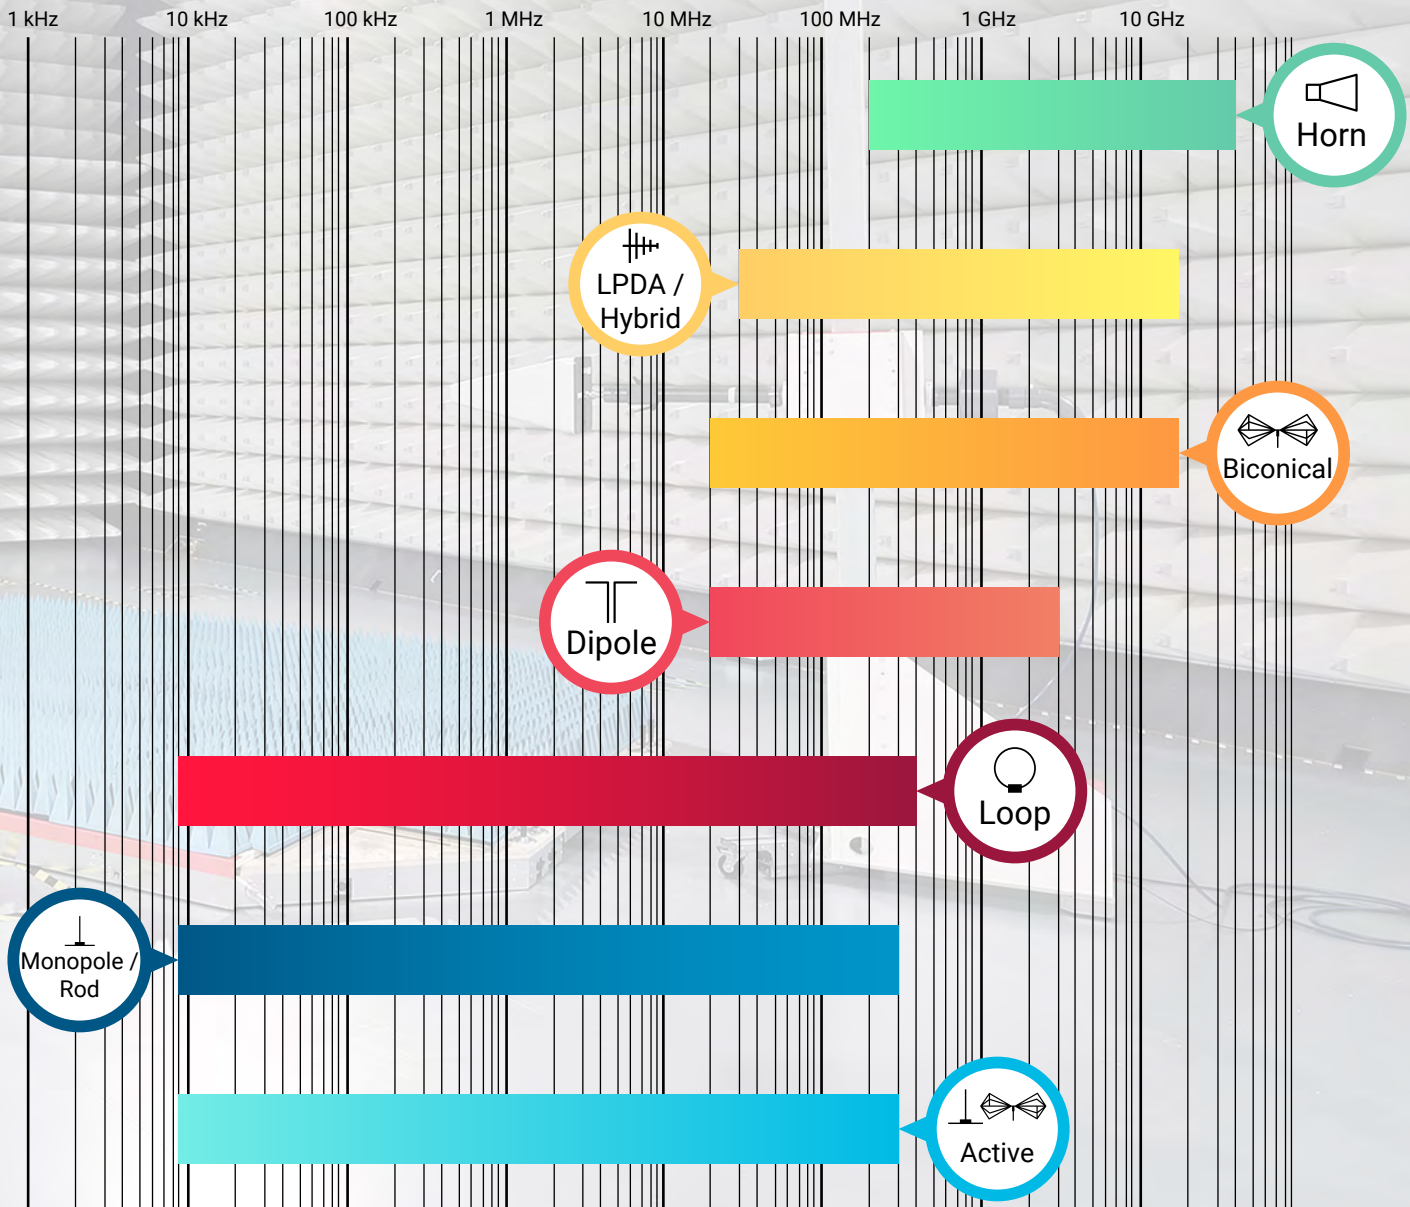 1 kHz 10 kHz 100 kHz 1 MHz 10 MHz 100 MHz 1 GHz 10 GHz
Horn
LPDA /
Hybrid
Biconical
Dipole
Loop
Monopole /
Rod
Active